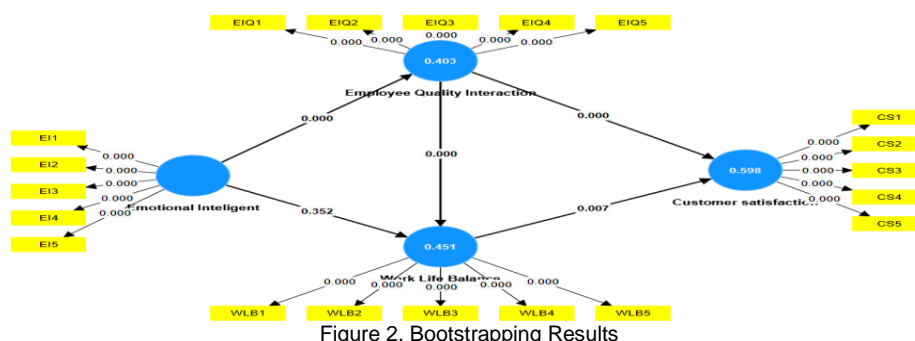 EIQ1 EIQ2 EIQ3 EIQ4 EIQ5
0.000 0.000 0.000 0.000 0.000
0.403
Employee Quality Interaction
0.000 0.000
EI1
EI2
EI3
EI4
EI5
0.000
0.000
0.000
0.000
0.000
Emotional Inteligent
0.000
0.352
0.007
CS1
CS2
CS3
CS4
CS5
0.000
0.000
0.000
0.000
0.000
0.598
Customer satisfaction
0.451
Work Life Balance
0.000 0.000 0.000 0.000 0.000
WLB1 WLB2 WLB3 WLB4 WLB5
Figure 2. Bootstrapping Results